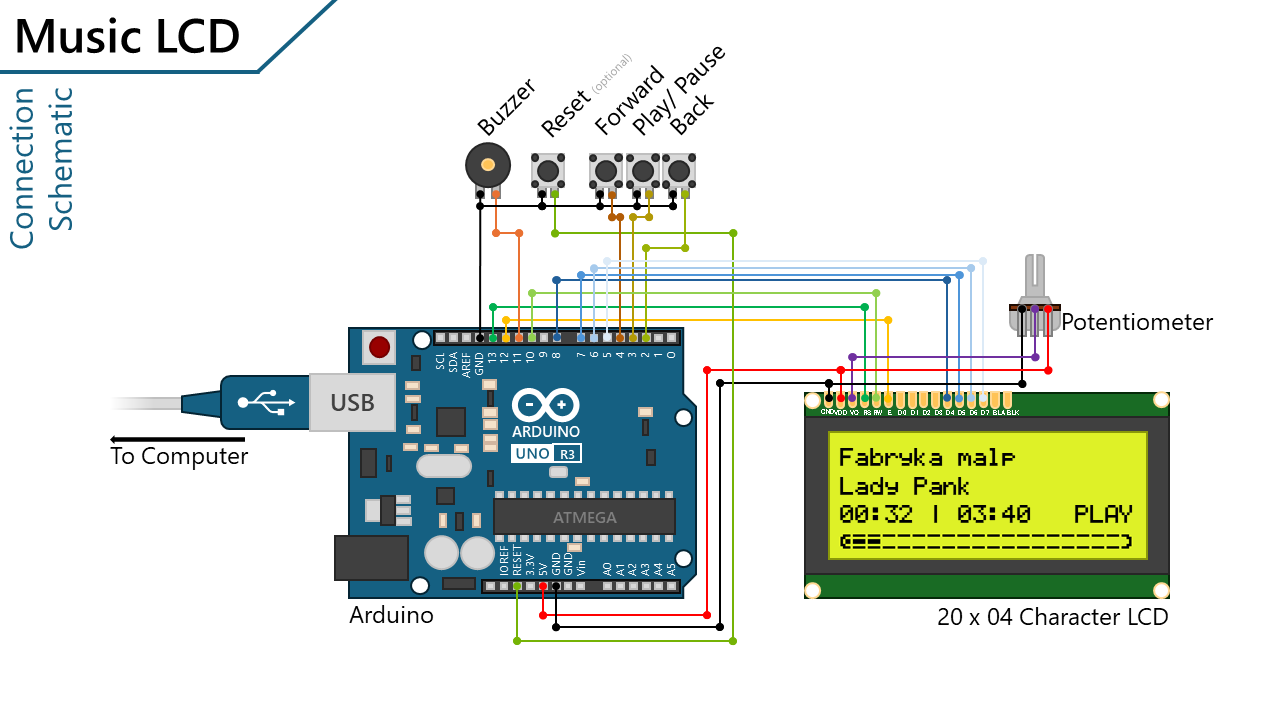 Music LCD
Connection
Schematic
Buzzer
Reset (optional)
Forward
Play/ Pause
Back
SCL
SDA
AREF
GND
13
12
11
10
9
8
7
6
5
4
3
2
1
0
Potentiometer
USB
To Computer
ARDUINO
UNO R3
ATMEGA
IOREF
RESET
3.3V
5V
GND
GND
Vin
A0
A1
A2
A3
A4
A5
Arduino
GND VDD VO RS RW E D0 D1 D2 D3 D4 D5 D6 D7 BLA BLK
Fabryka malp
Lady Pank
00:32 | 03:40 PLAY
20 x 04 Character LCD